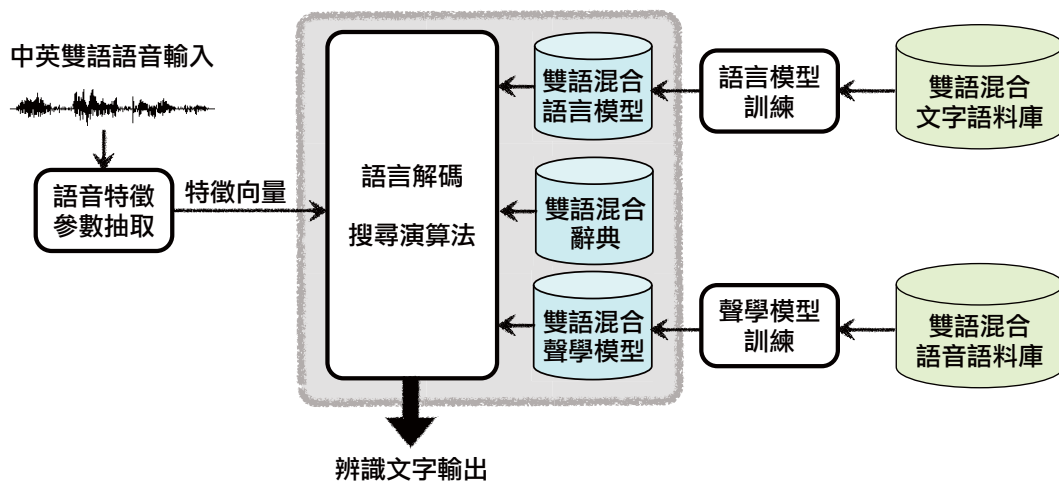 中英雙語語音輸入
語音特徵
參數抽取
特徵向量
語言解碼
搜尋演算法
雙語混合
語言模型
雙語混合
辭典
雙語混合
聲學模型
語言模型
訓練
聲學模型
訓練
雙語混合
文字語料庫
雙語混合
語音語料庫
辨識文字輸出